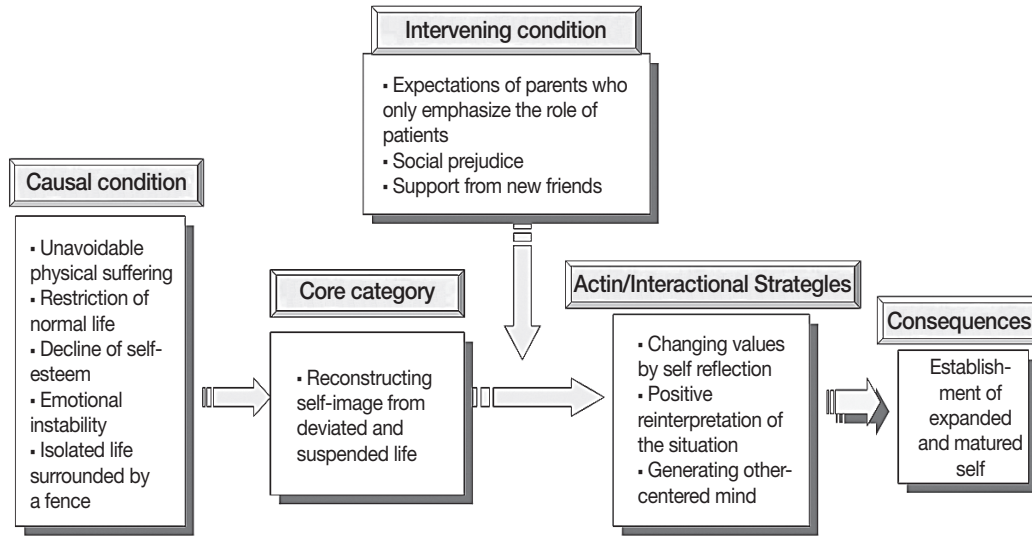 Intervening condition
▪ Expectations of parents who
only emphasize the role of
patients
▪ Social prejudice
▪ Support from new friends
Causal condition
▪ Unavoidable
physical suffering
▪ Restriction of
normal life
▪ Decline of self-
esteem
▪ Emotional
instability
▪ Isolated life
surrounded by
a fence
Core category
▪ Reconstructing
self-image from
deviated and
suspended life
Actin/Interactional Strategles
▪ Changing values
by self reflection
▪ Positive
reinterpretation of
the situation
▪ Generating other-
centered mind
Consequences
Establish-
ment of
expanded
and matured
self